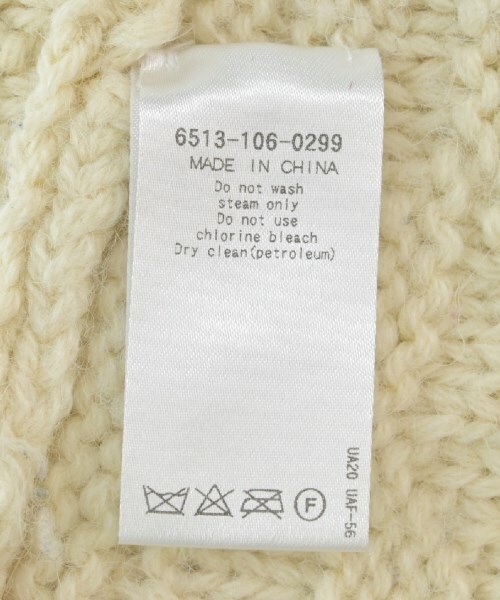 6513-106-0299
MADE IN CHINA
Do not wash
steam only
Do not use
chlorine bleach
Dry clean(petroleum)
F
UA20 UAF-56